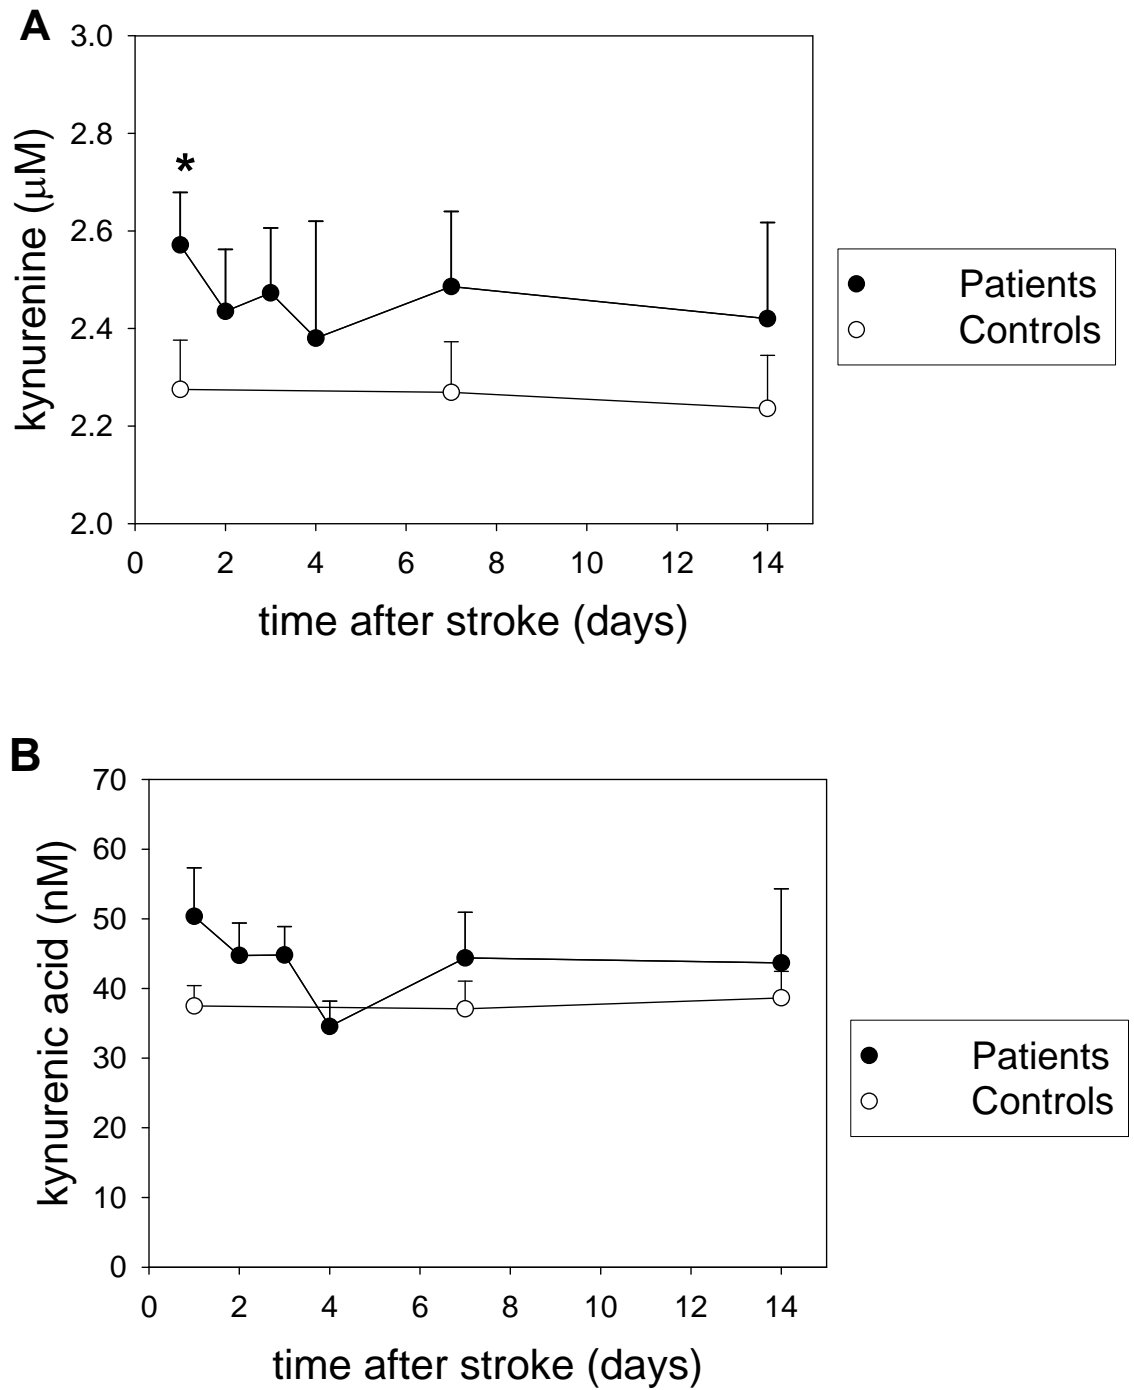 A
3.0
2.8
2.6
2.4
2.2
2.0
kynurenine (μM)
*
0 2 4 6 8 10 12 14
time after stroke (days)
Patients
Controls
B
70
60
50
40
30
20
10
0
kynurenic acid (nM)
0 2 4 6 8 10 12 14
time after stroke (days)
Patients
Controls